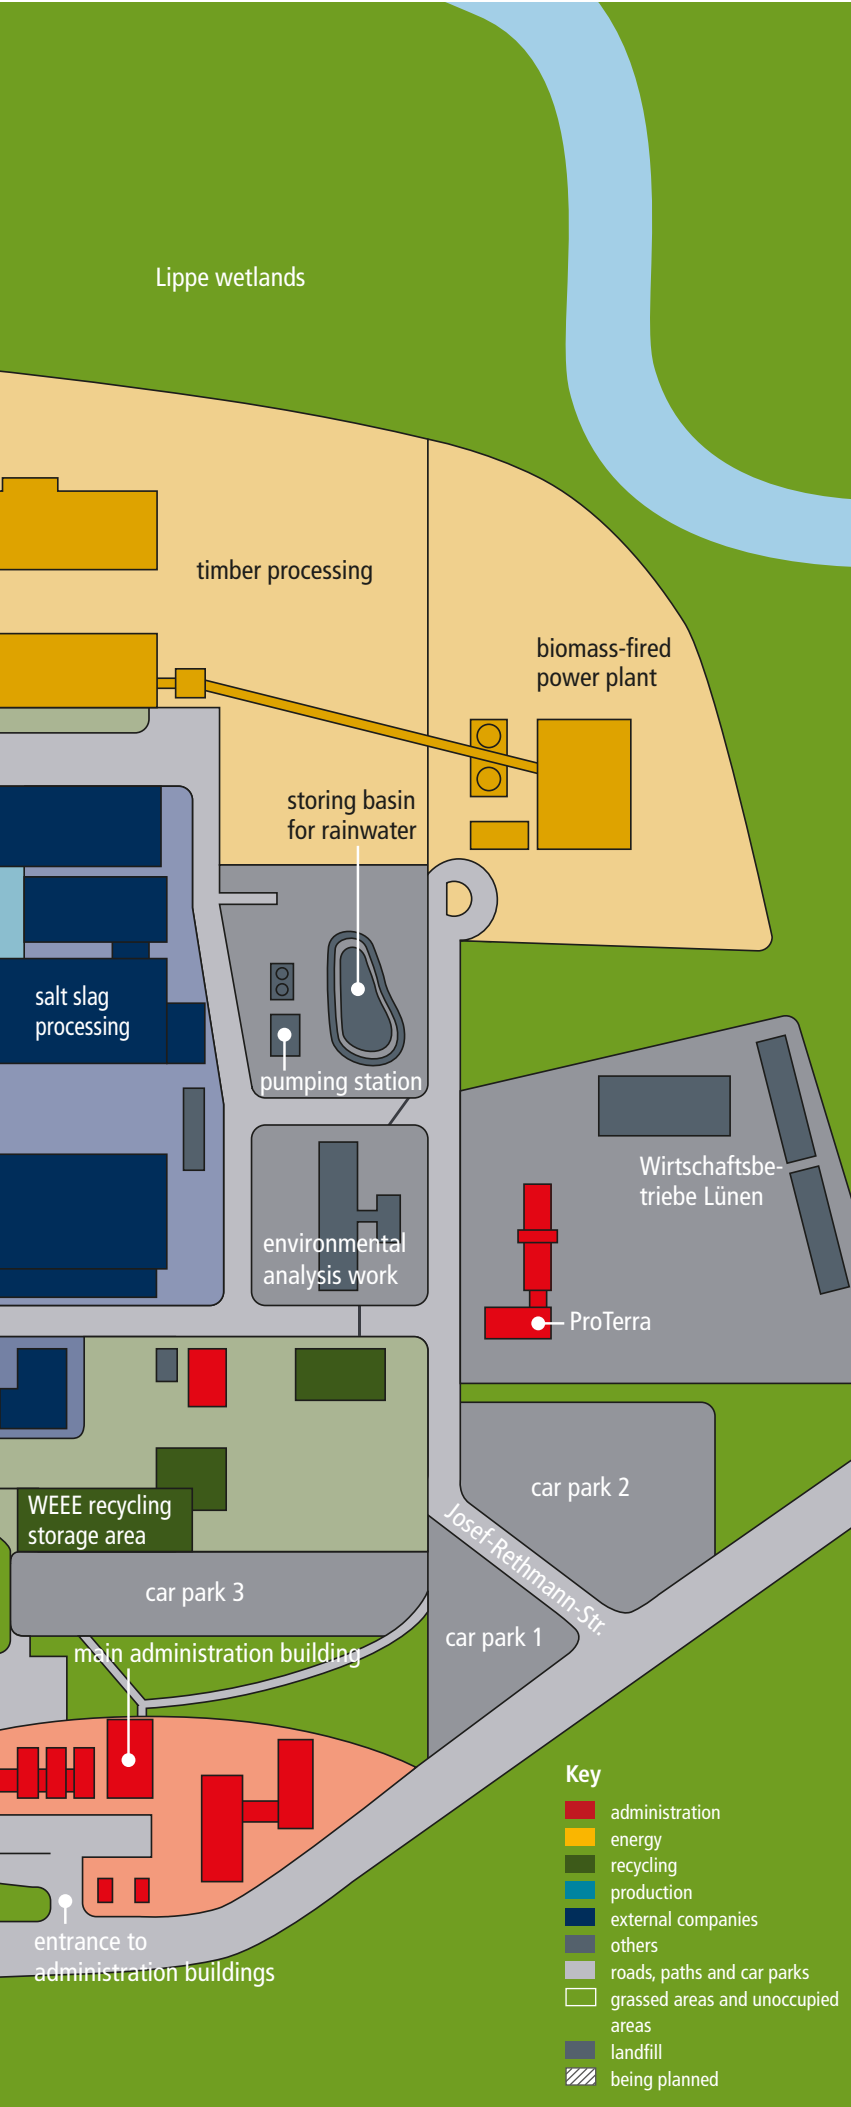 Lippe wetlands
timber processing
biomass-fired
power plant
storing basin
for rainwater
salt slag
processing
pumping station
Wirtschaftsbe-
triebe Lünen
environmental
analysis work
ProTerra
car park 2
WEEE recycling
storage area
Josef-Rethmann-Str.
car park 3
car park 1
main administration building
Key
administration
energy
recycling
production
external companies
others
roads, paths and car parks
grassed areas and unoccupied
areas
landfill
being planned
entrance to
administration buildings